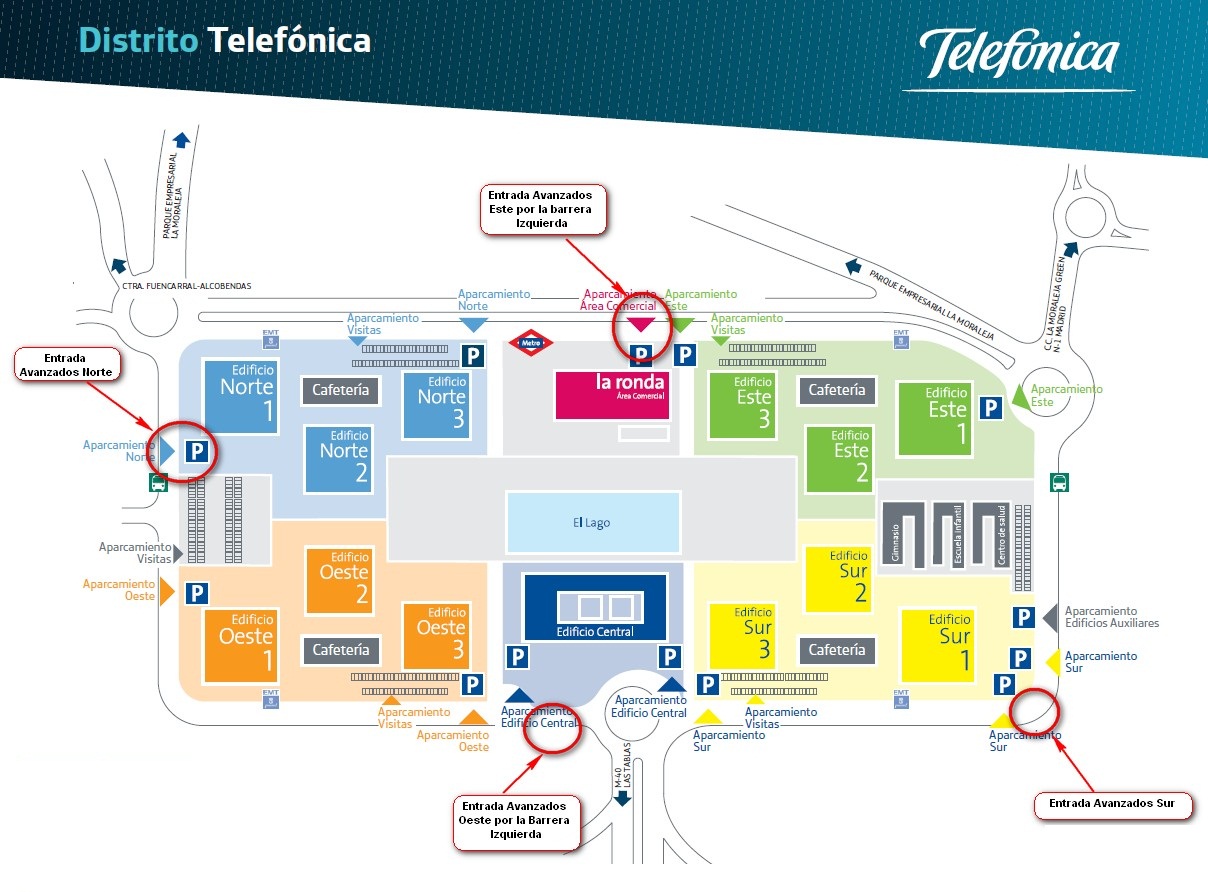 Distrito Telefónica
Telefónica
PARQUE EMPRESARIAL
LA MORALEJA
CTRA. FUENCARRAL-ALCOBENDAS
Entrada Avanzados
Este por la barrera
Izquierda
PARQUE EMPRESARIAL LA MORALEJA
C.C. LA MORALEJA GREEN
N-1 MADRID
Aparcamiento
Norte
Aparcamiento
Área Comercial
Aparcamiento
Este
Aparcamiento
Visitas
Aparcamiento
Visitas
EMT
Metro
EMT
P
P
P
Entrada
Avanzados Norte
Edificio
Norte
1
Cafetería
Edificio
Norte
3
la ronda
Área Comercial
Edificio
Este
3
Cafetería
Edificio
Este
1
P
Aparcamiento
Este
Aparcamiento
Norte
P
Edificio
Norte
2
Edificio
Este
2
El Lago
Gimnasio
Escuela infantil
Centro de salud
Aparcamiento
Visitas
Aparcamiento
Oeste
P
Edificio
Oeste
2
Edificio
Sur
2
Edificio
Oeste
1
Cafetería
Edificio
Oeste
3
Edificio Central
Edificio
Sur
3
Cafetería
Edificio
Sur
1
P
Aparcamiento
Edificios Auxiliares
P
Aparcamiento
Sur
P
P
P
P
P
EMT
EMT
Aparcamiento
Visitas
Aparcamiento
Oeste
Aparcamiento
Edificio Central
Aparcamiento
Edificio Central
Aparcamiento
Sur
Aparcamiento
Visitas
Aparcamiento
Sur
M-40
LAS TABLAS
Entrada Avanzados
Oeste por la Barrera
Izquierda
Entrada Avanzados Sur